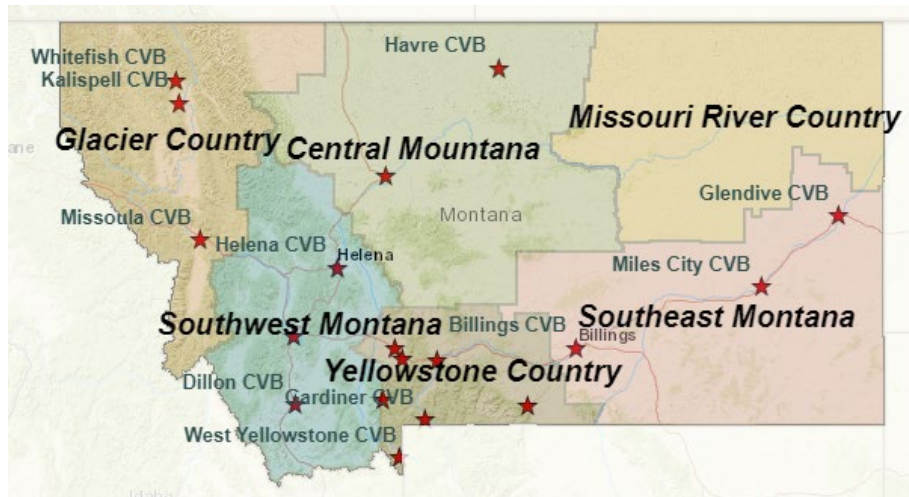 Havre CVB
Whitefish CVB
Kalispell CVB
Missouri River Country
Glacier Country
Central Mountana
Glendive CVB
Montana
Missoula CVB
Helena CVB
Helena
Miles City CVB
Southwest Montana
Billings CVB
Southeast Montana
Billings
Yellowstone Country
Dillon CVB
Gardiner CVB
West Yellowstone CVB
Idaho